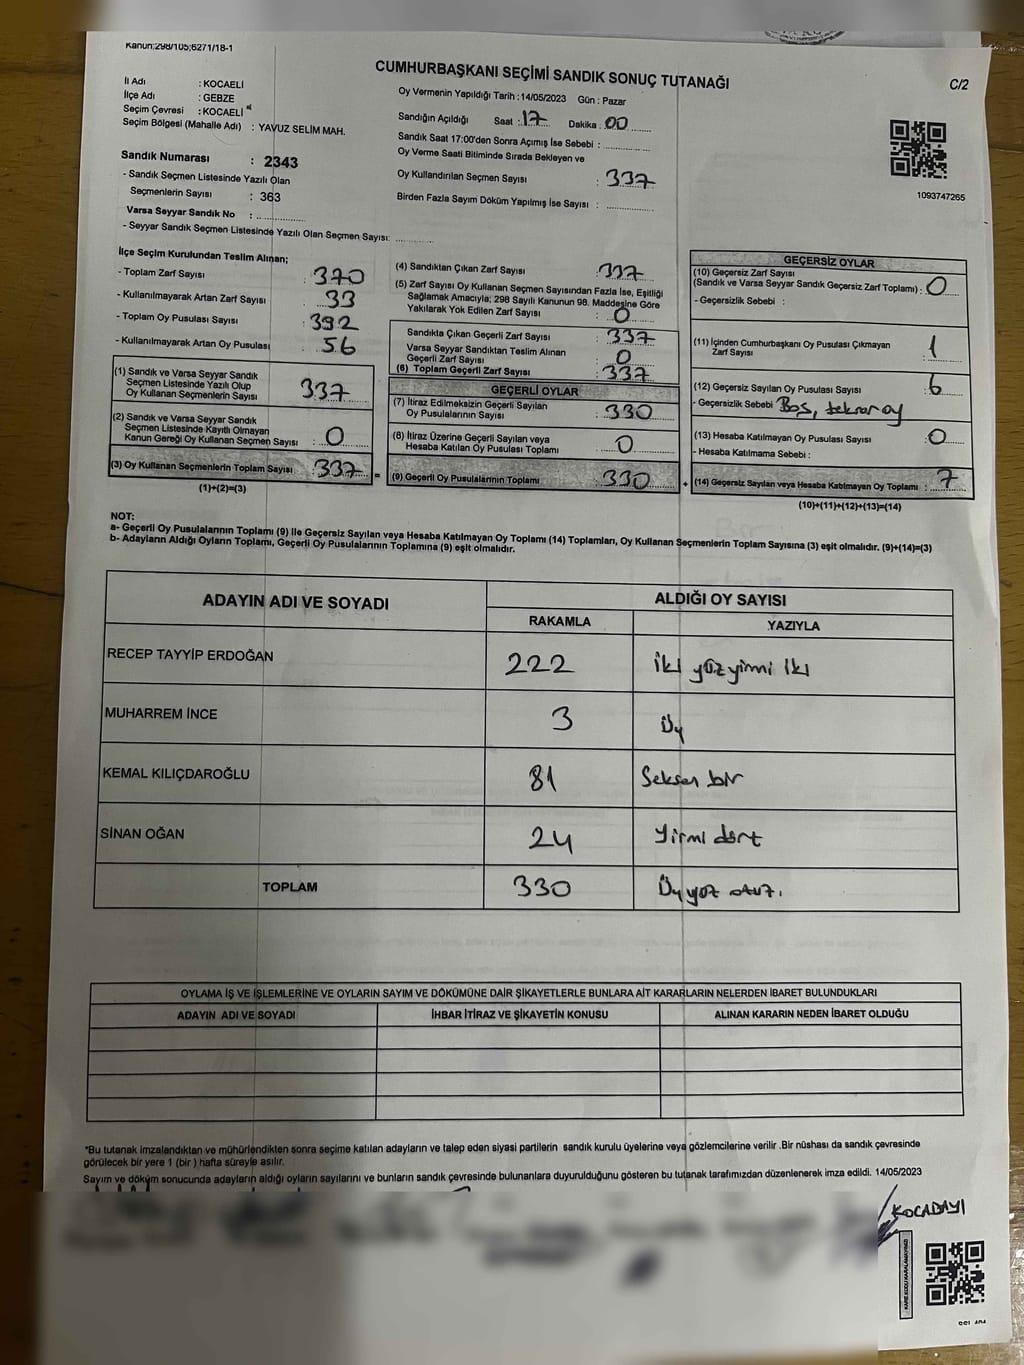 Kanun:298/105;6271/18-1
CUMHURBAŞKANI SEÇİMİ SANDIK SONUÇ TUTANAĞI
C/2
İl Adı : KOCAELİ
İlçe Adı : GEBZE
Seçim Çevresi : KOCAELİ
Seçim Bölgesi (Mahalle Adı) : YAVUZ SELİM MAH.
Sandık Numarası : 2343
- Sandık Seçmen Listesinde Yazılı Olan
Seçmenlerin Sayısı : 363
Varsa Seyyar Sandık No : ..............
- Seyyar Sandık Seçmen Listesinde Yazılı Olan Seçmen Sayısı: ............
Oy Vermenin Yapıldığı Tarih : 14/05/2023 Gün : Pazar
Sandığın Açıldığı Saat : 17 Dakika : 00
Sandık Saat 17:00'den Sonra Açımış İse Sebebi : ..............
Oy Verme Saati Bitiminde Sırada Bekleyen ve
Oy Kullandırılan Seçmen Sayısı : 337
Birden Fazla Sayım Döküm Yapılmış İse Sayısı : ..............
1093747265
İlçe Seçim Kurulundan Teslim Alınan;
- Toplam Zarf Sayısı : 370
- Kullanılmayarak Artan Zarf Sayısı : 33
- Toplam Oy Pusulası Sayısı : 392
- Kullanılmayarak Artan Oy Pusulası : 56
(1) Sandık ve Varsa Seyyar Sandık
Seçmen Listesinde Yazılı Olup
Oy Kullanan Seçmenlerin Sayısı : 337
(2) Sandık ve Varsa Seyyar Sandık
Seçmen Listesinde Kayıtlı Olmayan
Kanun Gereği Oy Kullanan Seçmen Sayısı : 0
(3) Oy Kullanan Seçmenlerin Toplam Sayısı : 337 =
(1)+(2)=(3)
(4) Sandıktan Çıkan Zarf Sayısı : 337
(5) Zarf Sayısı Oy Kullanan Seçmen Sayısından Fazla İse, Eşitliği
Sağlamak Amacıyla; 298 Sayılı Kanunun 98. Maddesine Göre
Yakılarak Yok Edilen Zarf Sayısı : 0
Sandıkta Çıkan Geçerli Zarf Sayısı : 337
Varsa Seyyar Sandıktan Teslim Alınan
Geçerli Zarf Sayısı : 0
(6) Toplam Geçerli Zarf Sayısı : 337
GEÇERLİ OYLAR
(7) İtiraz Edilmeksizin Geçerli Sayılan
Oy Pusulalarının Sayısı : 330
(8) İtiraz Üzerine Geçerli Sayılan veya
Hesaba Katılan Oy Pusulası Toplamı : 0
(9) Geçerli Oy Pusulalarının Toplamı : 330 +
GEÇERSİZ OYLAR
(10) Geçersiz Zarf Sayısı
(Sandık ve Varsa Seyyar Sandık Geçersiz Zarf Toplamı) : 0
- Geçersizlik Sebebi :
(11) İçinden Cumhurbaşkanı Oy Pusulası Çıkmayan
Zarf Sayısı : 1
(12) Geçersiz Sayılan Oy Pusulası Sayısı : 6
- Geçersizlik Sebebi : Boş, tekrar oy
(13) Hesaba Katılmayan Oy Pusulası Sayısı : 0
- Hesaba Katılmama Sebebi :
(14) Geçersiz Sayılan veya Hesaba Katılmayan Oy Toplamı : 7
(10)+(11)+(12)+(13)=(14)
NOT:
a- Geçerli Oy Pusulalarının Toplamı (9) ile Geçersiz Sayılan veya Hesaba Katılmayan Oy Toplamı (14) Toplamları, Oy Kullanan Seçmenlerin Toplam Sayısına (3) eşit olmalıdır. (9)+(14)=(3)
b- Adayların Aldığı Oyların Toplamı, Geçerli Oy Pusulalarının Toplamına (9) eşit olmalıdır.
ADAYIN ADI VE SOYADI
ALDIĞI OY SAYISI
RAKAMLA YAZIYLA
RECEP TAYYİP ERDOĞAN 222 iki yüz yirmi iki
MUHARREM İNCE 3 Üç
KEMAL KILIÇDAROĞLU 81 Seksen bir
SİNAN OĞAN 24 Yirmi dört
TOPLAM 330 Üç yüz otuz.
OYLAMA İŞ VE İŞLEMLERİNE VE OYLARIN SAYIM VE DÖKÜMÜNE DAİR ŞİKAYETLERLE BUNLARA AİT KARARLARIN NELERDEN İBARET BULUNDUKLARI
ADAYIN ADI VE SOYADI İHBAR İTİRAZ VE ŞİKAYETİN KONUSU ALINAN KARARIN NEDEN İBARET OLDUĞU
*Bu tutanak imzalandıktan ve mühürlendikten sonra seçime katılan adayların ve talep eden siyasi partilerin sandık kurulu üyelerine veya gözlemcilerine verilir .Bir nüshası da sandık çevresinde
görülecek bir yere 1 (bir ) hafta süreyle asılır.
Sayım ve döküm sonucunda adayların aldığı oyların sayılarını ve bunların sandık çevresinde bulunanlara duyurulduğunu gösteren bu tutanak tarafımızdan düzenlenerek imza edildi. 14/05/2023
KOCADAYI
KARE KODU KARALAMAYINIZ!